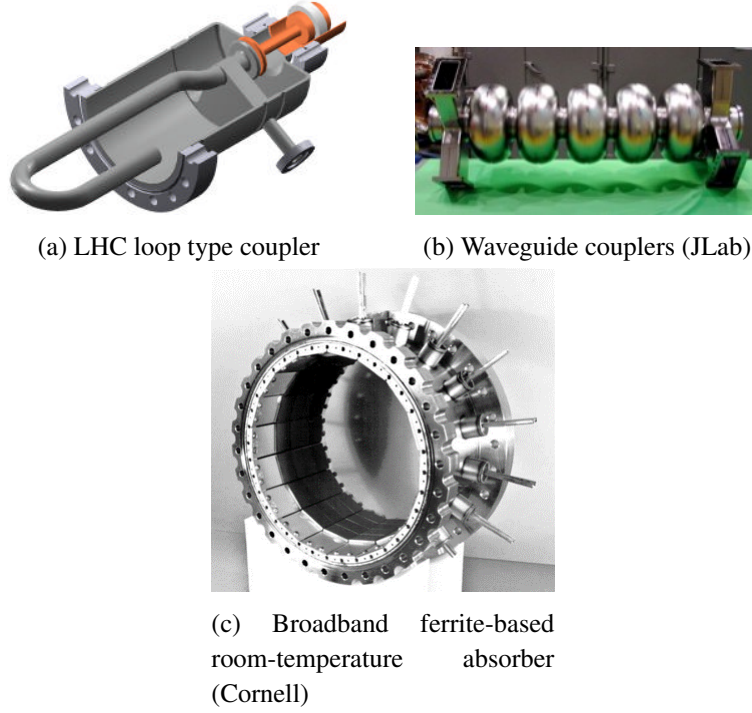 (a) LHC loop type coupler
(b) Waveguide couplers (JLab)
(c) Broadband ferrite-based
room-temperature absorber
(Cornell)